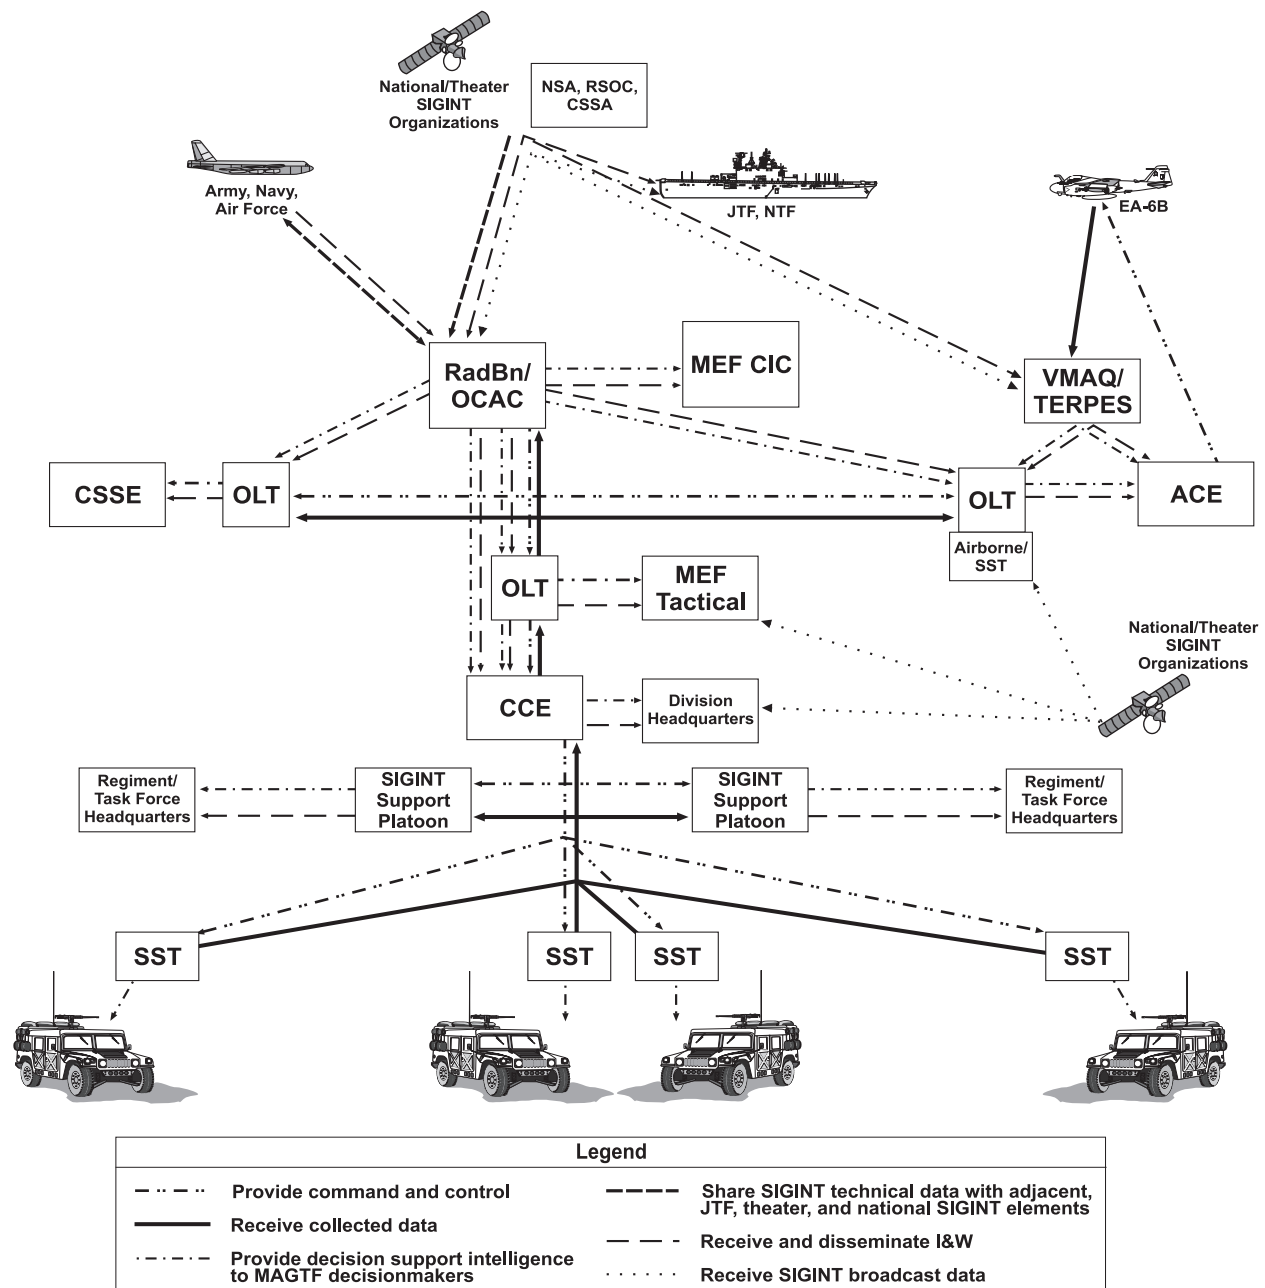 National/Theater
SIGINT
Organizations
NSA, RSOC,
CSSA
Army, Navy,
Air Force
JTF, NTF
EA-6B
RadBn/
OCAC
MEF CIC
VMAQ/
TERPES
CSSE
OLT
OLT
ACE
Airborne/
SST
OLT
MEF
Tactical
National/Theater
SIGINT
Organizations
CCE
Division
Headquarters
Regiment/
Task Force
Headquarters
SIGINT
Support
Platoon
SIGINT
Support
Platoon
Regiment/
Task Force
Headquarters
SST
SST
SST
SST
Legend
Provide command and control
Receive collected data
Provide decision support intelligence
to MAGTF decisionmakers
Share SIGINT technical data with adjacent,
JTF, theater, and national SIGINT elements
Receive and disseminate I&W
Receive SIGINT broadcast data